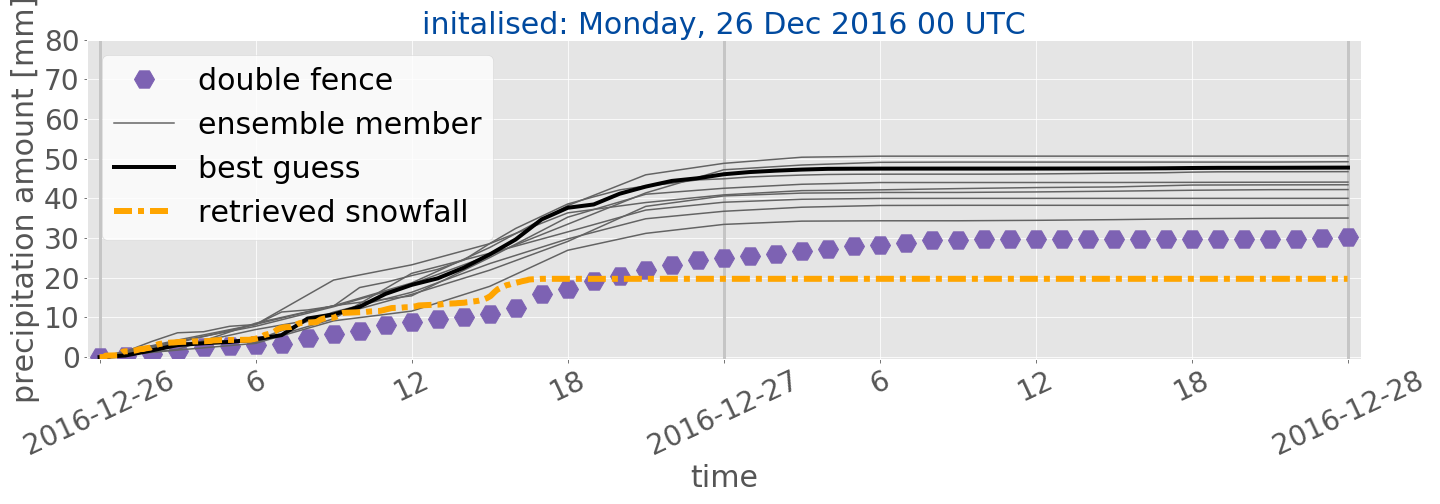 initalised: Monday, 26 Dec 2016 00 UTC
precipitation amount [mm]
80
70
60
50
40
30
20
10
0
double fence
ensemble member
best guess
retrieved snowfall
2016-12-26
6
12
18
2016-12-27
6
12
18
2016-12-28
time